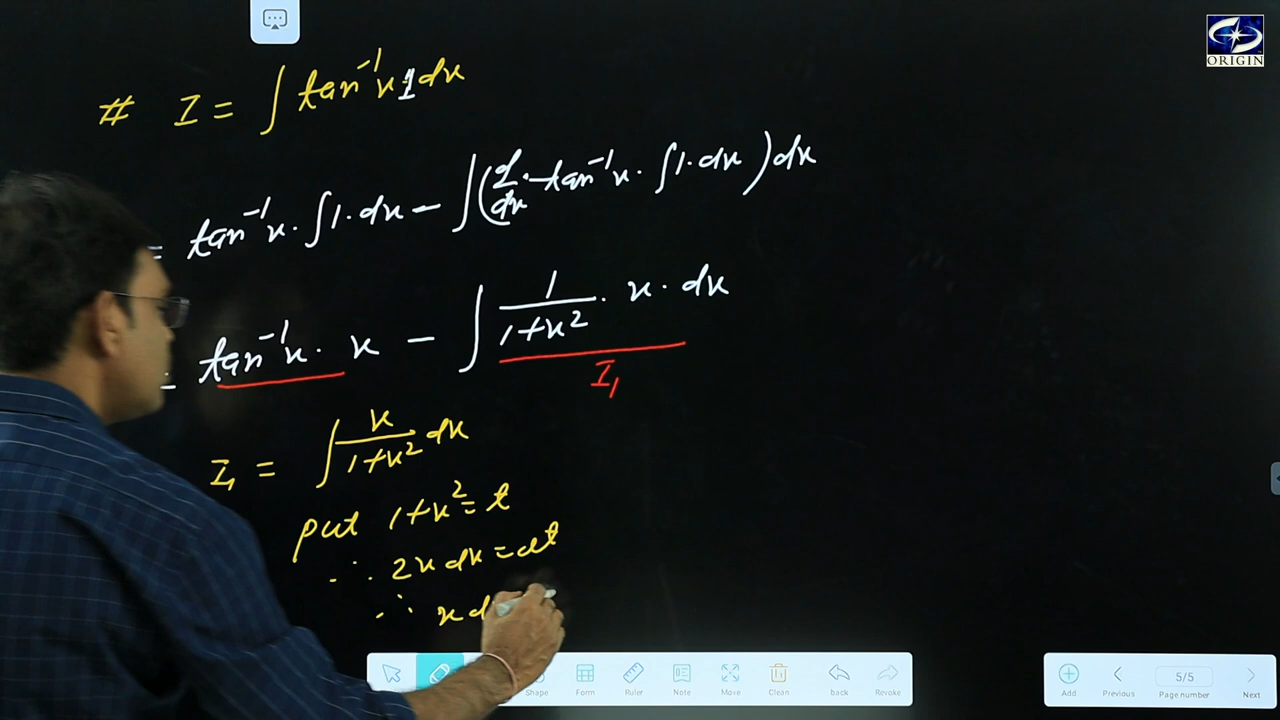 ORIGIN
# I = ∫ tan⁻¹x·1 dx
= tan⁻¹x · ∫1·dx − ∫(d/dx · tan⁻¹x · ∫1·dx)dx
= tan⁻¹x · x − ∫ 1/1+x² · x · dx
I₁
I₁ = ∫ x/1+x² dx
put 1+x² = t
∴ 2x dx = dt
∴ x d
Shape Form Ruler Note Move Clean back Revoke
Add Previous 5/5 Page number Next